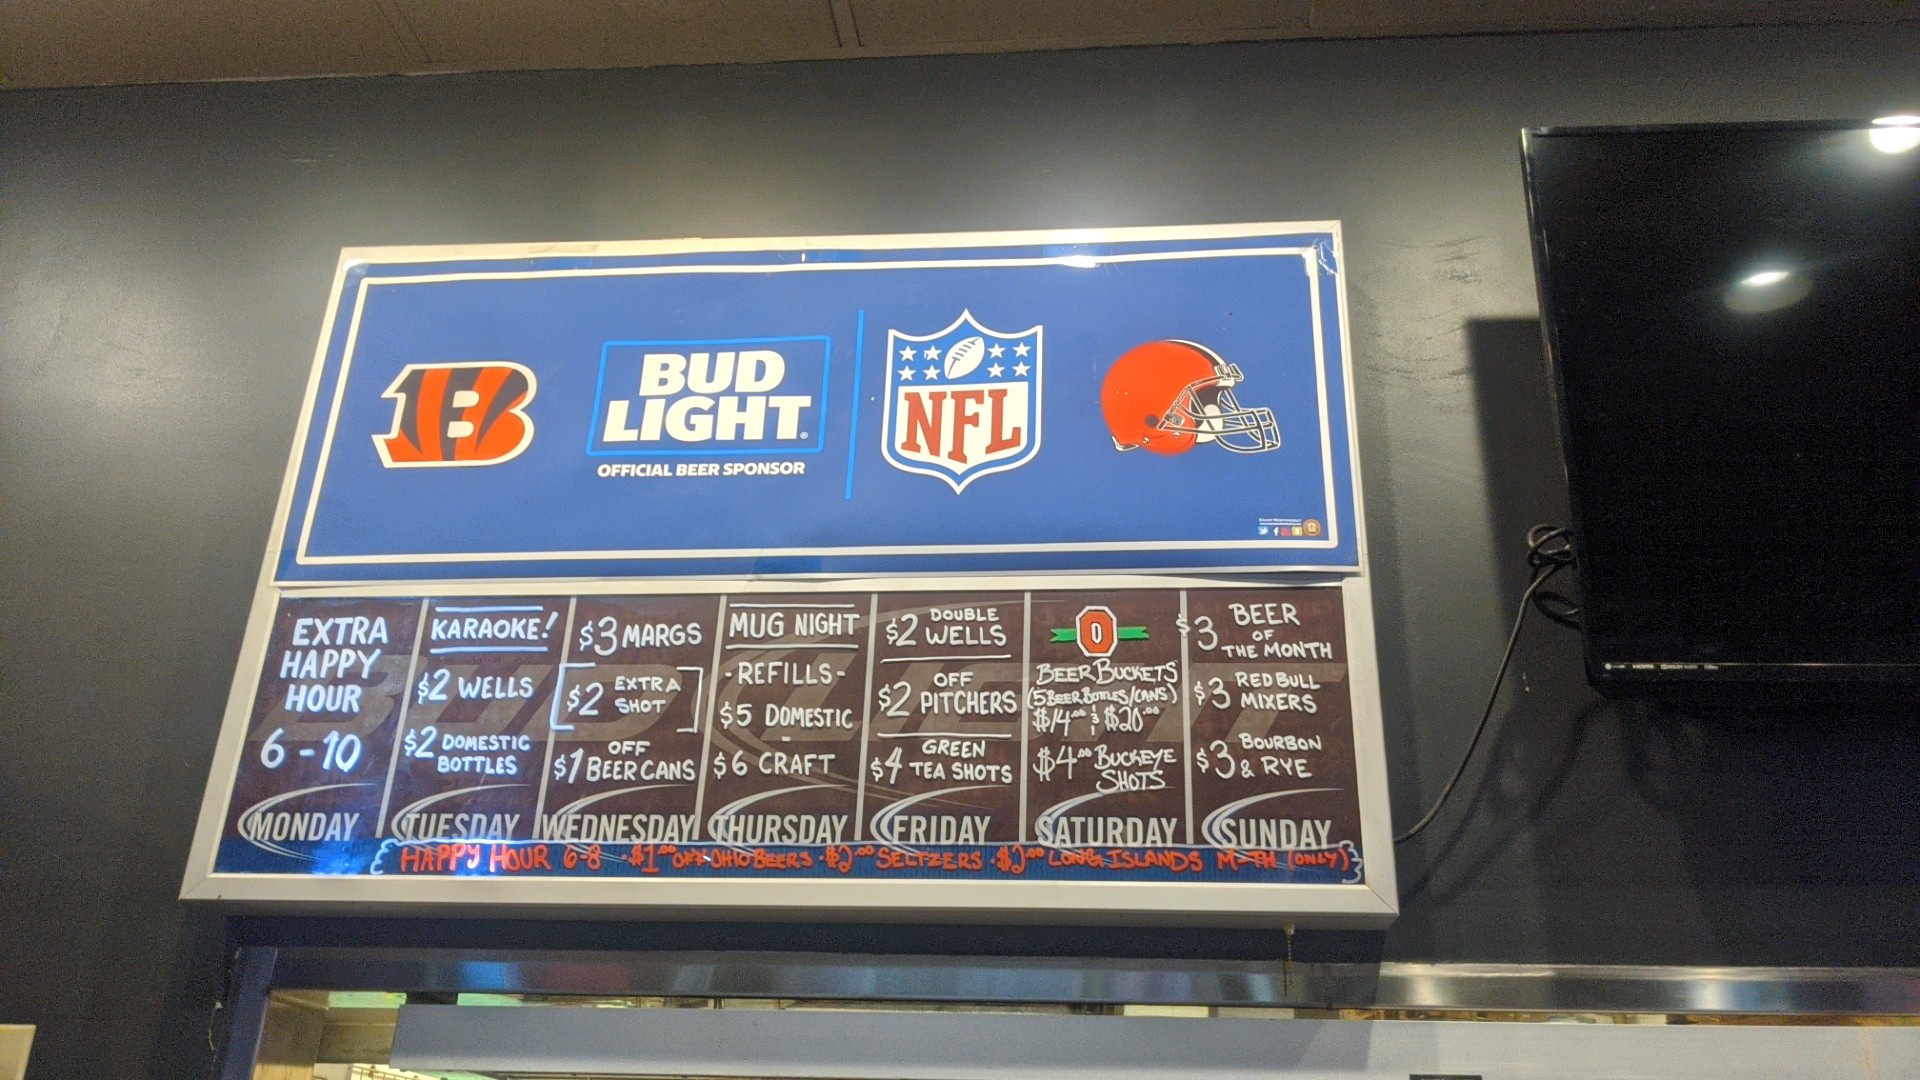 B
BUD
LIGHT®
OFFICIAL BEER SPONSOR
NFL
EXTRA
HAPPY
HOUR
6-10
MONDAY
KARAOKE!
$2 WELLS
$2 DOMESTIC
BOTTLES
TUESDAY
$3 MARGS
$2 EXTRA
SHOT
$1 OFF
BEER CANS
WEDNESDAY
MUG NIGHT
-REFILLS-
$5 DOMESTIC
$6 CRAFT
THURSDAY
$2 DOUBLE
WELLS
$2 OFF
PITCHERS
$4 GREEN
TEA SHOTS
FRIDAY
O
BEER BUCKETS
(5 BEER BOTTLES/CANS)
$14.00 & $20.00
$4.00 BUCKEYE
SHOTS
SATURDAY
$3 BEER
OF
THE MONTH
$3 RED BULL
MIXERS
$3 BOURBON
& RYE
SUNDAY
HAPPY HOUR 6-8 · $1.00 OFF OHIO BEERS · $2.00 SELTZERS · $2.00 LONG ISLANDS M-TH (ONLY)
BUD LIGHT